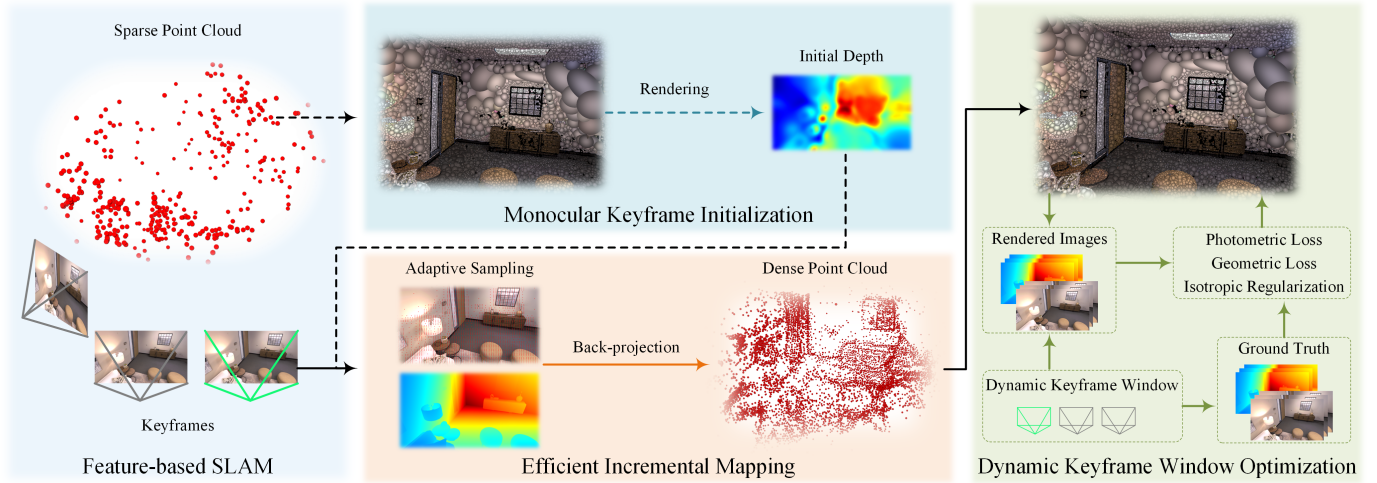 Sparse Point Cloud
Keyframes
Feature-based SLAM
Rendering
Initial Depth
Monocular Keyframe Initialization
Adaptive Sampling
Back-projection
Dense Point Cloud
Efficient Incremental Mapping
Rendered Images
Photometric Loss
Geometric Loss
Isotropic Regularization
Dynamic Keyframe Window
Ground Truth
Dynamic Keyframe Window Optimization